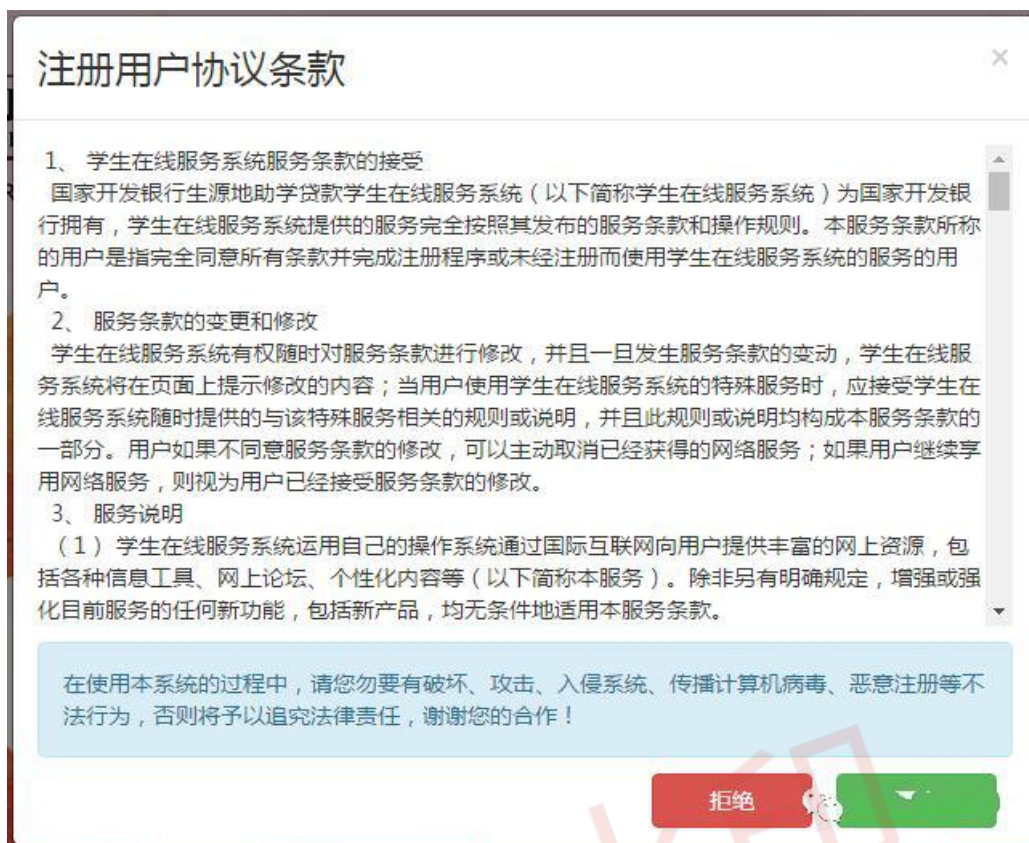 注册用户协议条款
×
1、 学生在线服务系统服务条款的接受
国家开发银行生源地助学贷款学生在线服务系统（以下简称学生在线服务系统）为国家开发银
行拥有，学生在线服务系统提供的服务完全按照其发布的服务条款和操作规则。本服务条款所称
的用户是指完全同意所有条款并完成注册程序或未经注册而使用学生在线服务系统的服务的用
户。
2、 服务条款的变更和修改
学生在线服务系统有权随时对服务条款进行修改，并且一旦发生服务条款的变动，学生在线服
务系统将在页面上提示修改的内容；当用户使用学生在线服务系统的特殊服务时，应接受学生在
线服务系统随时提供的与该特殊服务相关的规则或说明，并且此规则或说明均构成本服务条款的
一部分。用户如果不同意服务条款的修改，可以主动取消已经获得的网络服务；如果用户继续享
用网络服务，则视为用户已经接受服务条款的修改。
3、 服务说明
（1）学生在线服务系统运用自己的操作系统通过国际互联网向用户提供丰富的网上资源，包
括各种信息工具、网上论坛、个性化内容等（以下简称本服务）。除非另有明确规定，增强或强
化目前服务的任何新功能，包括新产品，均无条件地适用本服务条款。
在使用本系统的过程中，请您勿要有破坏、攻击、入侵系统、传播计算机病毒、恶意注册等不
法行为，否则将予以追究法律责任，谢谢您的合作！
拒绝
印